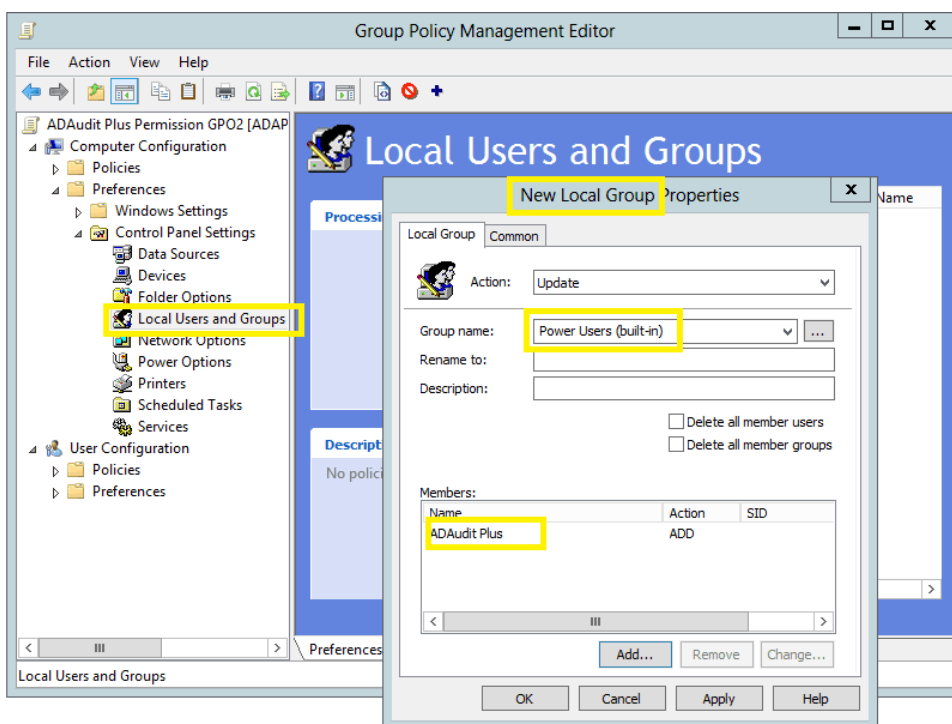 Group Policy Management Editor
File Action View Help
ADAudit Plus Permission GPO2 [ADAP
Computer Configuration
Policies
Preferences
Windows Settings
Control Panel Settings
Data Sources
Devices
Folder Options
Local Users and Groups
Network Options
Power Options
Printers
Scheduled Tasks
Services
User Configuration
Policies
Preferences
Local Users and Groups
Processi
Name
Descript
No polici
Preferences
New Local Group Properties
x
Local Group Common
Action: Update
Group name: Power Users (built-in) ...
Rename to:
Description:
Delete all member users
Delete all member groups
Members:
Name Action SID
ADAudit Plus ADD
Add... Remove Change...
OK Cancel Apply Help
Local Users and Groups